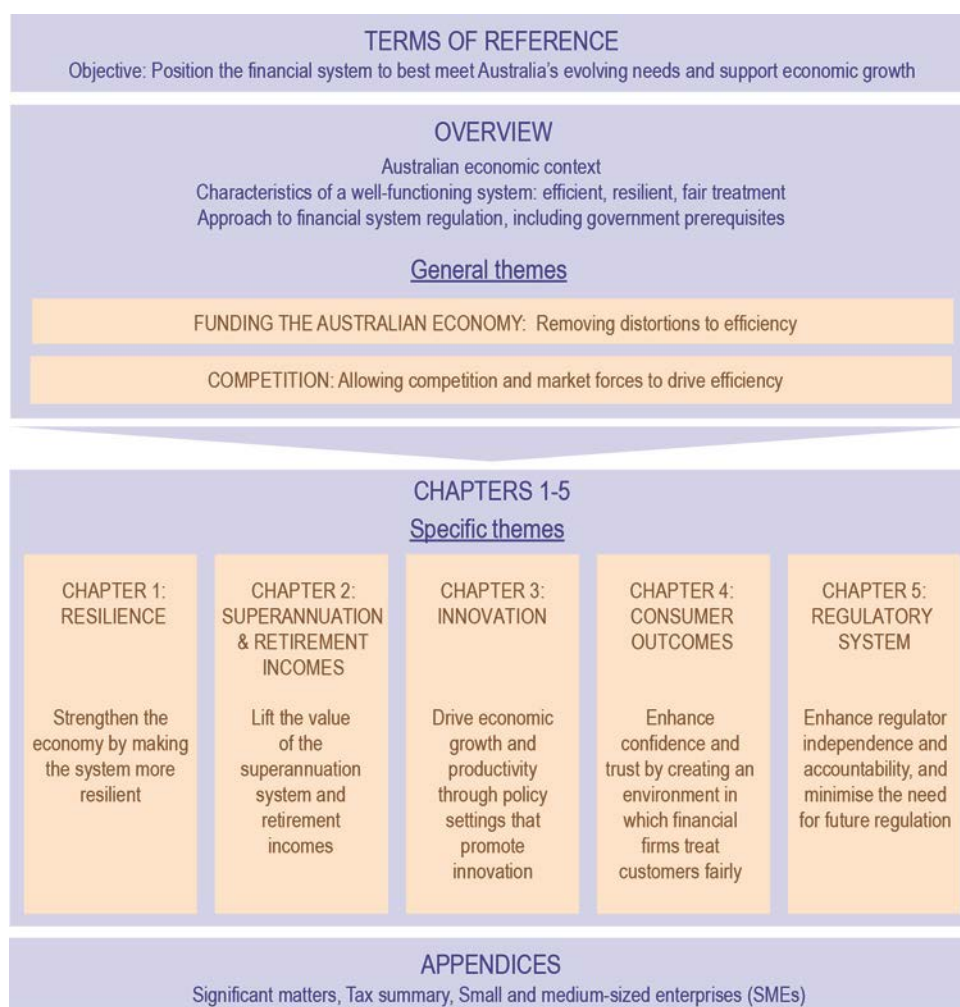 TERMS OF REFERENCE
Objective: Position the financial system to best meet Australia's evolving needs and support economic growth
OVERVIEW
Australian economic context
Characteristics of a well-functioning system: efficient, resilient, fair treatment
Approach to financial system regulation, including government prerequisites
General themes
FUNDING THE AUSTRALIAN ECONOMY: Removing distortions to efficiency
COMPETITION: Allowing competition and market forces to drive efficiency
CHAPTERS 1-5
Specific themes
CHAPTER 1:
RESILIENCE
Strengthen the
economy by making
the system more
resilient
CHAPTER 2:
SUPERANNUATION
& RETIREMENT
INCOMES
Lift the value
of the
superannuation
system and
retirement
incomes
CHAPTER 3:
INNOVATION
Drive economic
growth and
productivity
through policy
settings that
promote
innovation
CHAPTER 4:
CONSUMER
OUTCOMES
Enhance
confidence and
trust by creating an
environment in
which financial
firms treat
customers fairly
CHAPTER 5:
REGULATORY
SYSTEM
Enhance regulator
independence and
accountability, and
minimise the need
for future regulation
APPENDICES
Significant matters, Tax summary, Small and medium-sized enterprises (SMEs)